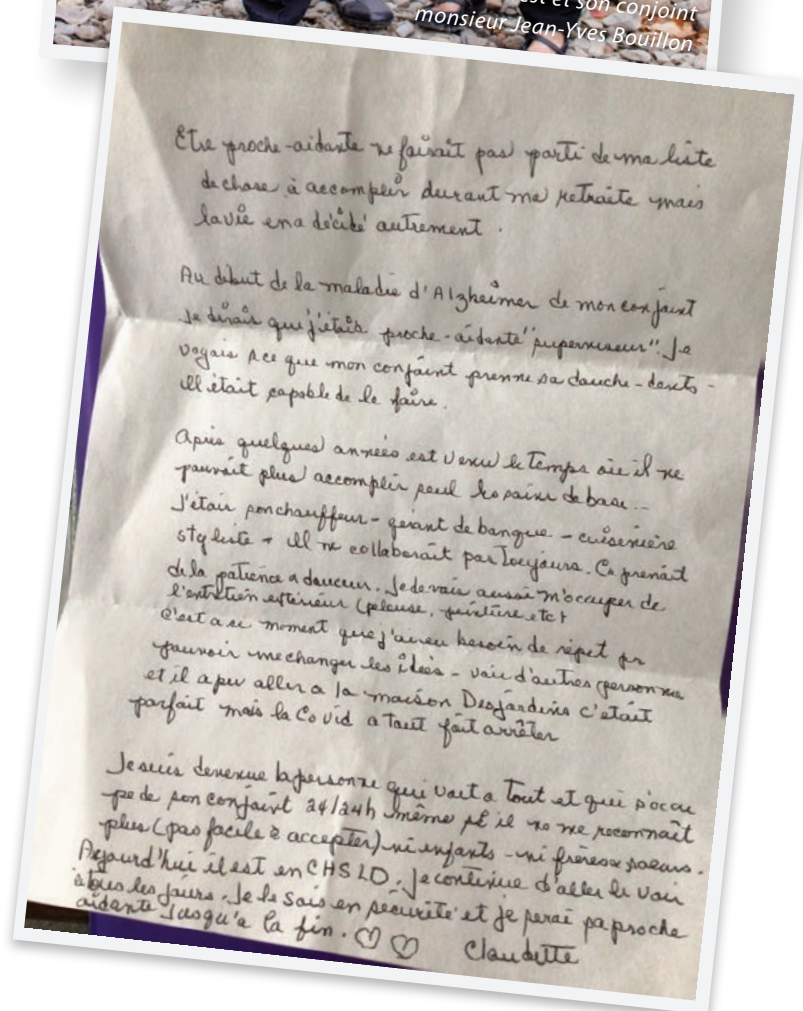 est et son conjoint
monsieur Jean-Yves Bouillon
Etre proche-aidante ne faisait pas parti de ma liste
de chose à accomplir durant ma retraite mais
la vie en a décidé autrement.
Au début de la maladie d'Alzheimer de mon conjoint
je dirais que j'étais proche-aidante "superviseur". Je
voyais a ce que mon conjoint prenne sa douche - dents -
Il était capable de le faire.
Après quelques années est venu le temps où il ne
pouvait plus accomplir seul les soins de base...
J'étais son chauffeur - gérant de banque - cuisinière
styliste + Il ne collaborait pas toujours. Ca prenait
de la patience + douceur. Je devais aussi m'occuper de
l'entretien extérieur (pelouse, peinture etc)
C'est a ce moment que j'ai eu besoin de répit pr
pouvoir me changer les idées - voir d'autres personne
et il a pu aller a la maison Desjardins c'était
parfait mais la Covid a tout fait arrêter
Je suis devenue la personne qui voit a tout et qui s'occu
pe de son conjoint 24/24h même si il ne me reconnaît
plus (pas facile à accepter) ni enfants - ni frères + soeurs.
Aujourd'hui il est en CHSLD. Je continue d'aller le voir
à tous les jours. Je le sais en sécurité et je serai sa proche
aidante jusqu'à la fin. ♡ ♡ Claudette